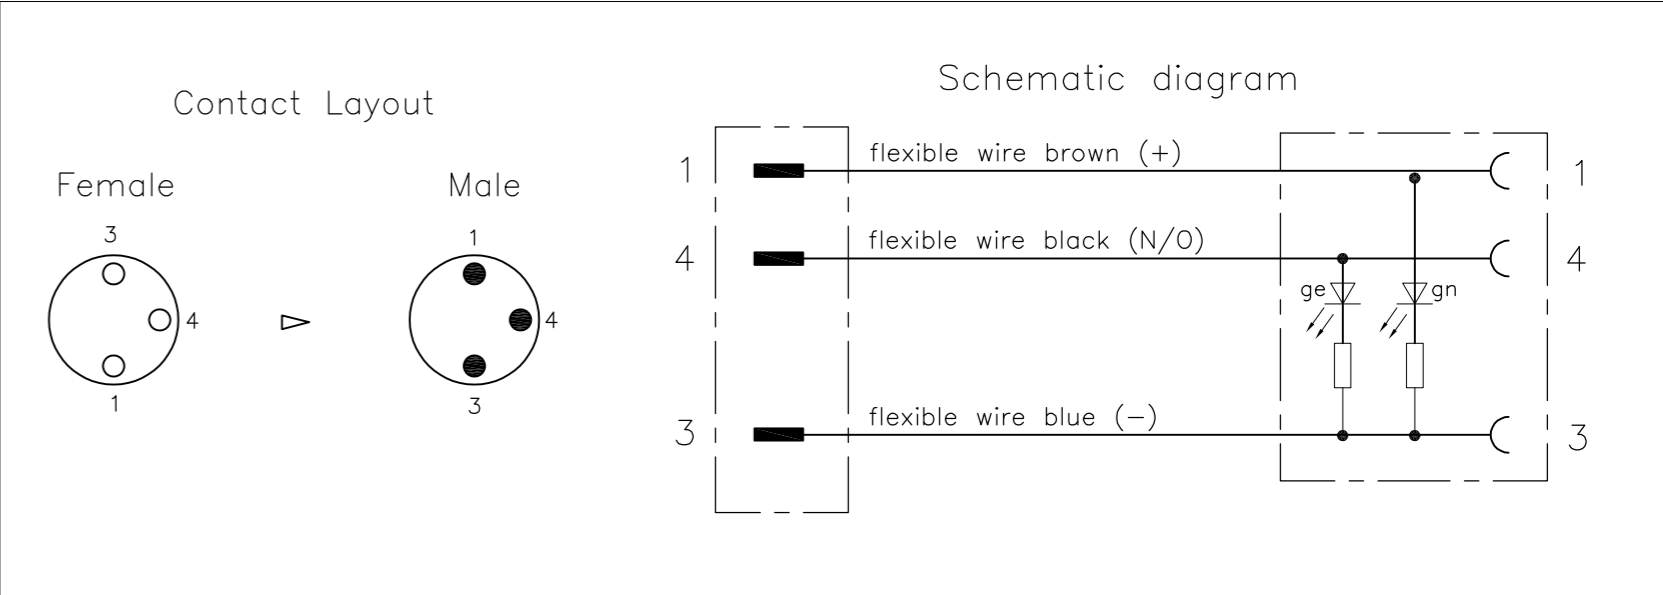 Contact Layout
Female
3
4
1
Male
1
4
3
Schematic diagram
1 flexible wire brown (+) 1
4 flexible wire black (N/O) 4
ge gn
3 flexible wire blue (-) 3